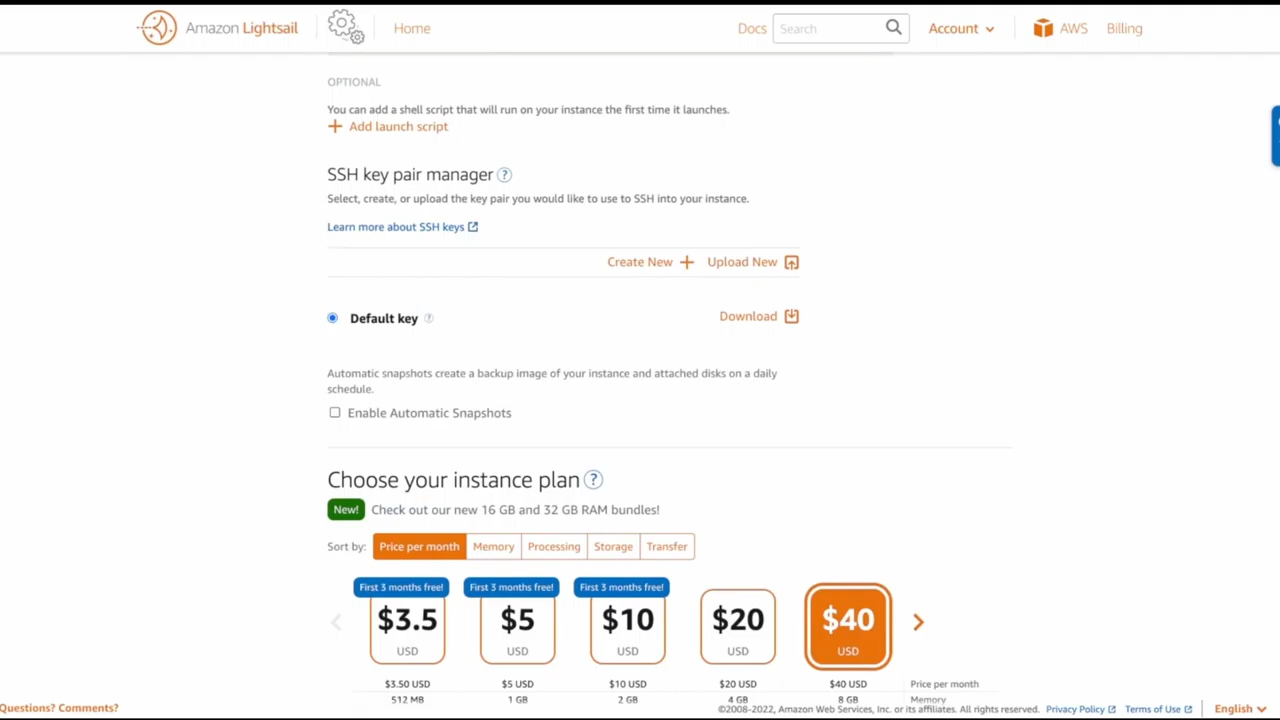 Amazon Lightsail
Home
Docs
Search
Account
AWS
Billing
OPTIONAL
You can add a shell script that will run on your instance the first time it launches.
Add launch script
SSH key pair manager ?
Select, create, or upload the key pair you would like to use to SSH into your instance.
Learn more about SSH keys
Create New
Upload New
Default key ?
Download
Automatic snapshots create a backup image of your instance and attached disks on a daily
schedule.
Enable Automatic Snapshots
Choose your instance plan ?
New! Check out our new 16 GB and 32 GB RAM bundles!
Sort by: Price per month Memory Processing Storage Transfer
First 3 months free! First 3 months free! First 3 months free!
$3.5 $5 $10 $20 $40
USD USD USD USD USD
$3.50 USD $5 USD $10 USD $20 USD $40 USD Price per month
512 MB 1 GB 2 GB 4 GB 8 GB Memory
Questions? Comments?
©2008-2022, Amazon Web Services, Inc. or its affiliates. All rights reserved. Privacy Policy Terms of Use English